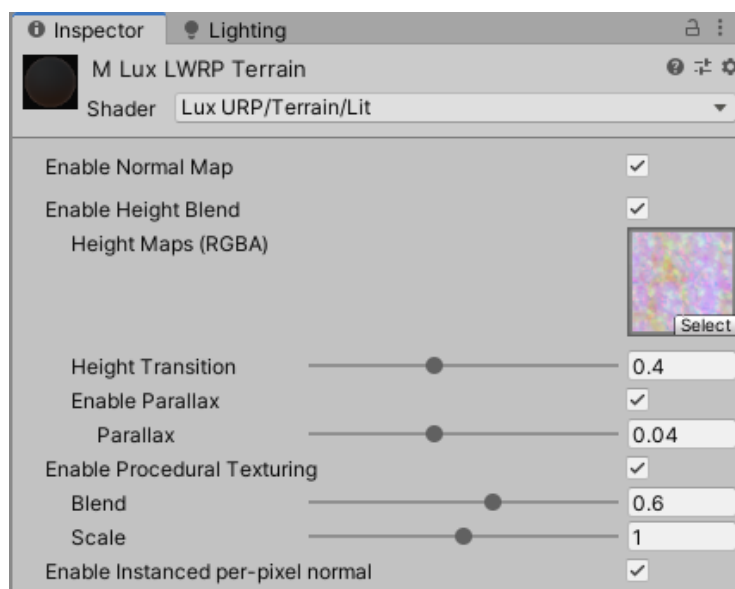 Inspector Lighting
M Lux LWRP Terrain
Shader Lux URP/Terrain/Lit
Enable Normal Map
Enable Height Blend
Height Maps (RGBA)
Select
Height Transition 0.4
Enable Parallax
Parallax 0.04
Enable Procedural Texturing
Blend 0.6
Scale 1
Enable Instanced per-pixel normal